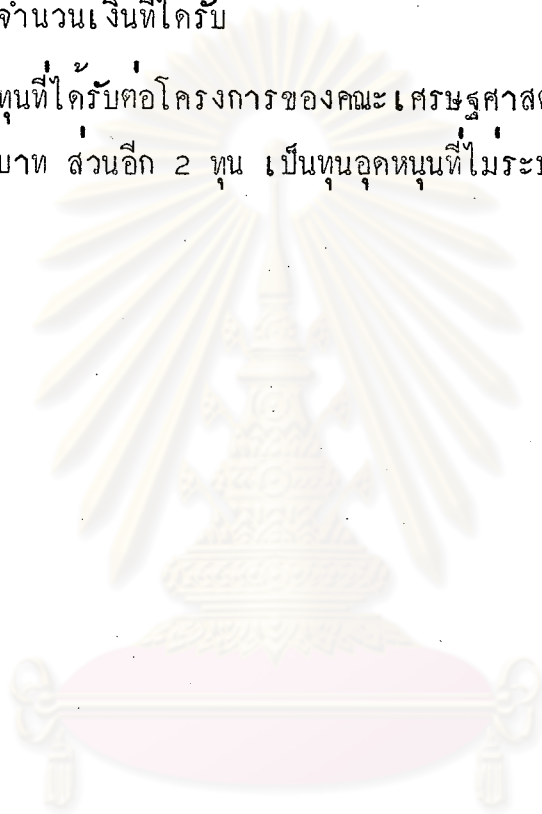 จำนวนเงินที่ได้รับ
ทุนที่ได้รับต่อโครงการของคณะเศรษฐศาสต
บาท ส่วนอีก 2 ทุน เป็นทุนอุดหนุนที่ไม่ระบ